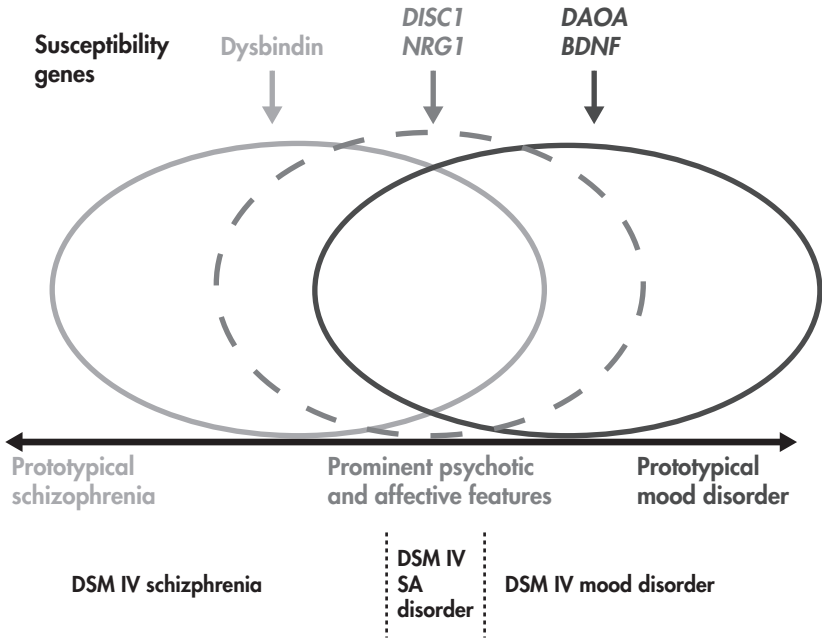 Susceptibility
genes
Dysbindin
DISC1
NRG1
DAOA
BDNF
Prototypical
schizophrenia
Prominent psychotic
and affective features
Prototypical
mood disorder
DSM IV schizphrenia
DSM IV
SA
disorder
DSM IV mood disorder